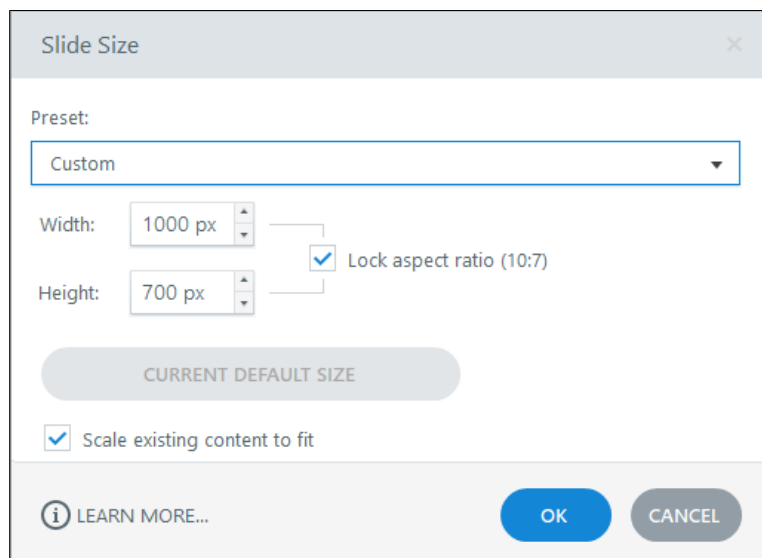 Slide Size
Preset:
Custom
Width:
1000 px
Lock aspect ratio (10:7)
Height:
700 px
CURRENT DEFAULT SIZE
Scale existing content to fit
LEARN MORE...
OK
CANCEL